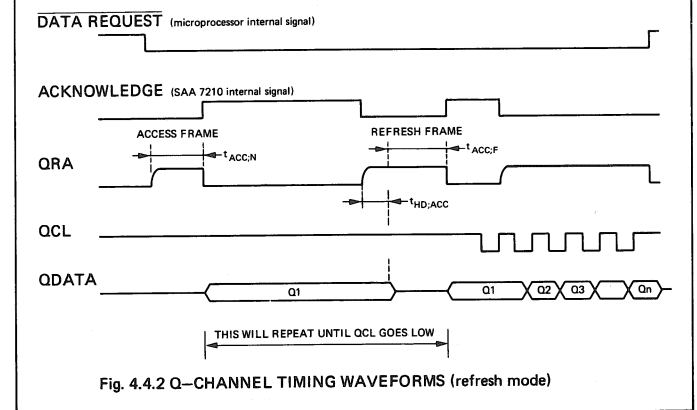 DATA REQUEST (microprocessor internal signal)
ACKNOWLEDGE (SAA 7210 internal signal)
ACCESS FRAME
REFRESH FRAME
tACC;N
tACC;F
QRA
tHD;ACC
QCL
QDATA
Q1
Q1
Q2
Q3
Qn
THIS WILL REPEAT UNTIL QCL GOES LOW
Fig. 4.4.2 Q–CHANNEL TIMING WAVEFORMS (refresh mode)